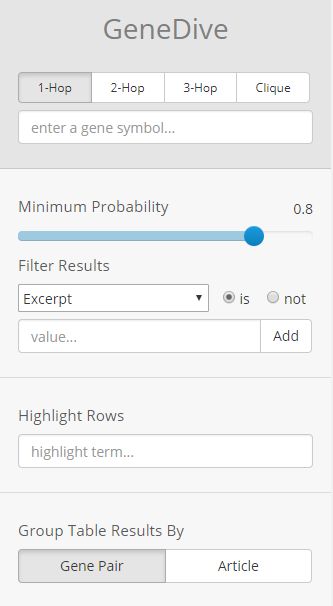 GeneDive
1-Hop 2-Hop 3-Hop Clique
enter a gene symbol...
Minimum Probability 0.8
Filter Results
Excerpt is not
value... Add
Highlight Rows
highlight term...
Group Table Results By
Gene Pair Article